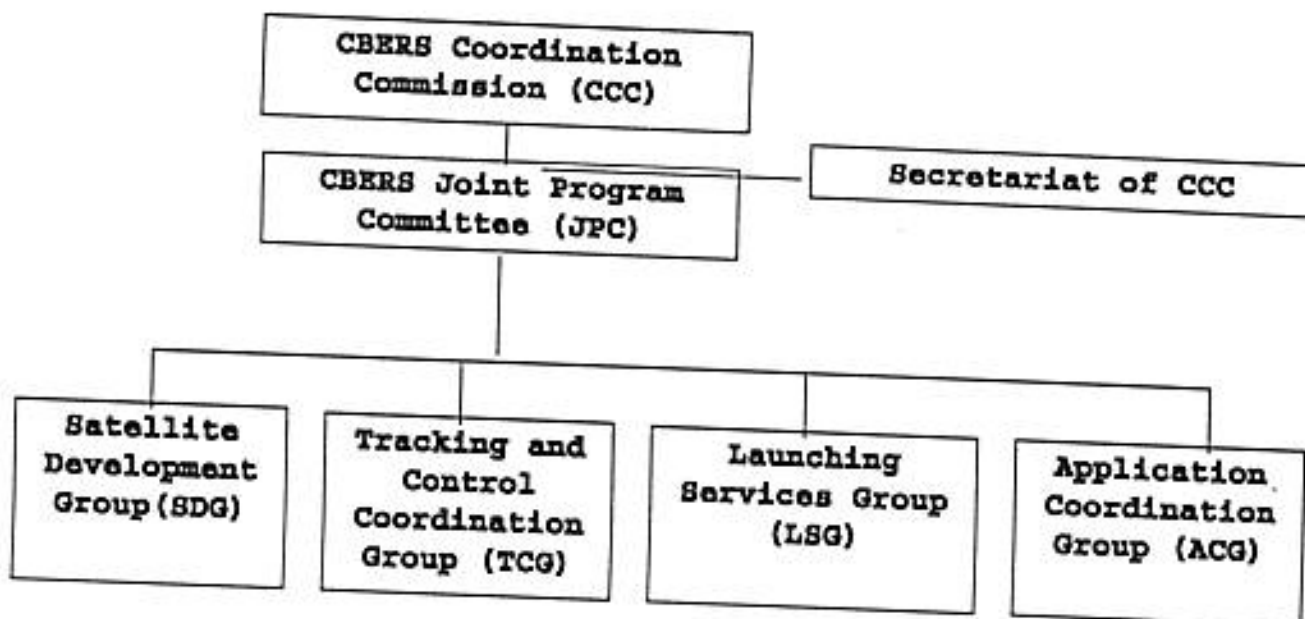 CBERS Coordination
Commission (CCC)
CBERS Joint Program
Committee (JPC)
Secretariat of CCC
Satellite
Development
Group(SDG)
Tracking and
Control
Coordination
Group (TCG)
Launching
Services Group
(LSG)
Application
Coordination
Group (ACG)